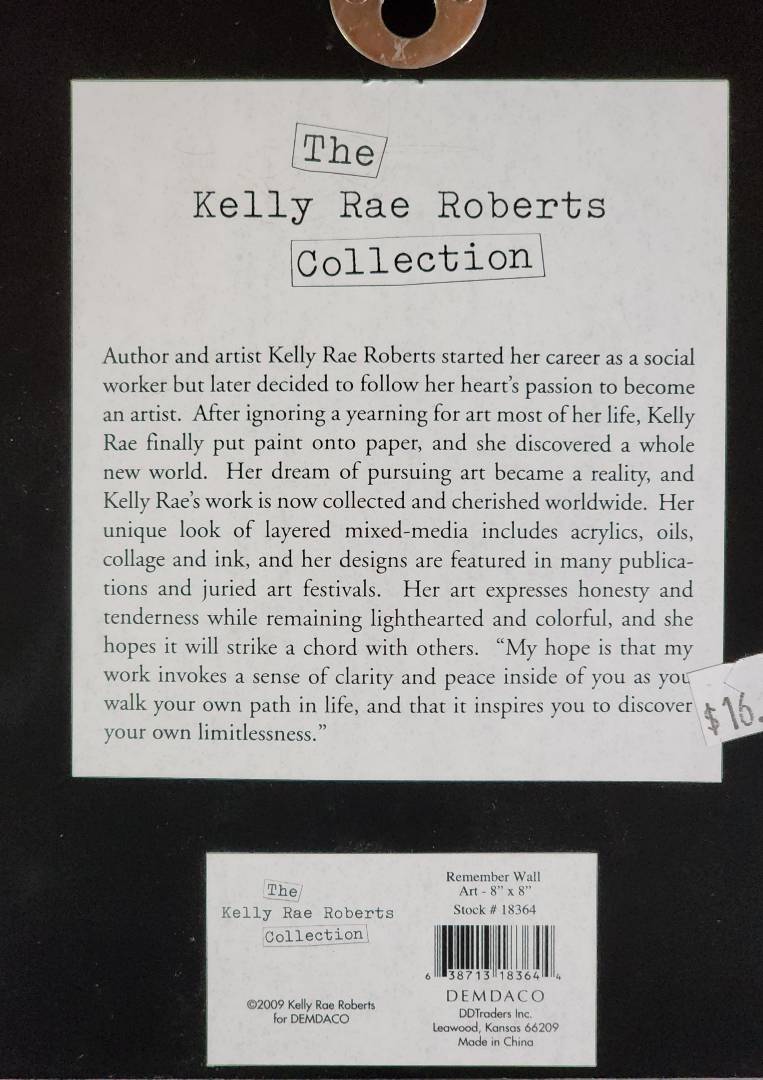 The
Kelly Rae Roberts
Collection
Author and artist Kelly Rae Roberts started her career as a social
worker but later decided to follow her heart's passion to become
an artist. After ignoring a yearning for art most of her life, Kelly
Rae finally put paint onto paper, and she discovered a whole
new world. Her dream of pursuing art became a reality, and
Kelly Rae's work is now collected and cherished worldwide. Her
unique look of layered mixed-media includes acrylics, oils,
collage and ink, and her designs are featured in many publica-
tions and juried art festivals. Her art expresses honesty and
tenderness while remaining lighthearted and colorful, and she
hopes it will strike a chord with others. “My hope is that my
work invokes a sense of clarity and peace inside of you as you
walk your own path in life, and that it inspires you to discover
your own limitlessness.”
$16.
The
Kelly Rae Roberts
Collection
©2009 Kelly Rae Roberts
for DEMDACO
Remember Wall
Art - 8” x 8”
Stock # 18364
6 38713 18364 4
DEMDACO
DDTraders Inc.
Leawood, Kansas 66209
Made in China